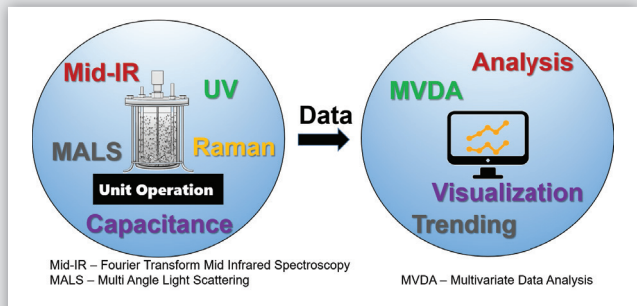 Mid-IR
UV
MALS
Raman
Unit Operation
Capacitance
Data
Analysis
MVDA
Visualization
Trending
Mid-IR – Fourier Transform Mid Infrared Spectroscopy
MALS – Multi Angle Light Scattering
MVDA – Multivariate Data Analysis